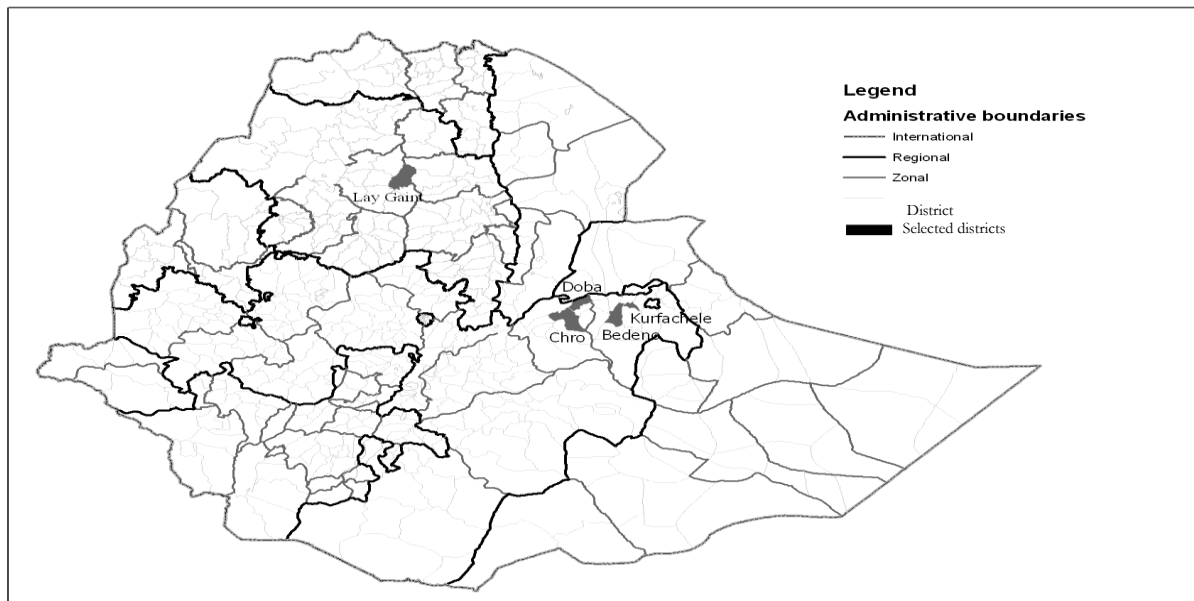 Legend
Administrative boundaries
International
Regional
Zonal
District
Selected districts
Lay Gaint
Doba
Kurfachele
Chro
Bedeno